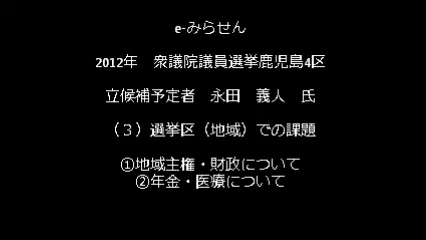 e-みらせん
2012年　衆議院議員選挙鹿児島4区
立候補予定者　永田　義人　氏
（３）選挙区（地域）での課題
①地域主権・財政について
②年金・医療について